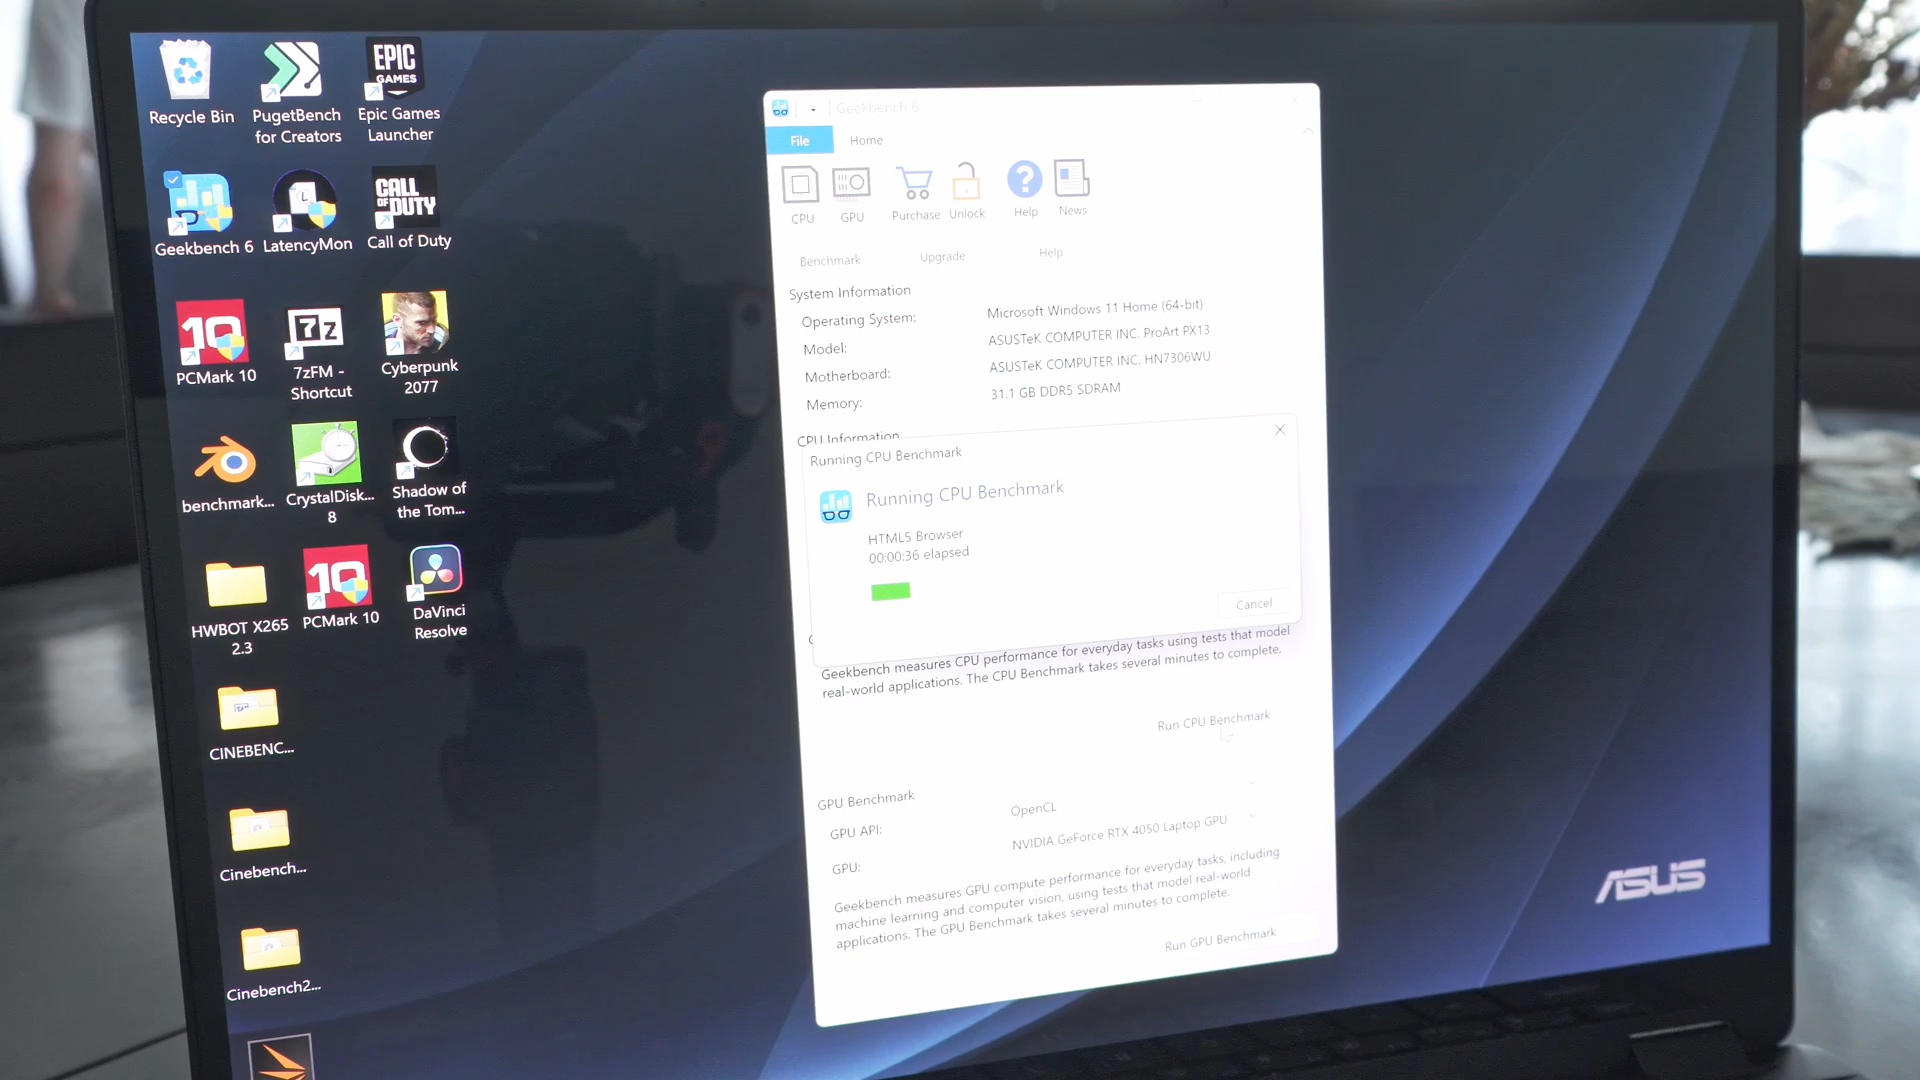 Recycle Bin
PugetBench
for Creators
EPIC
GAMES
Epic Games
Launcher
Geekbench 6
LatencyMon
CALL
OF DUTY
Call of Duty
10
PCMark 10
7z
7zFM -
Shortcut
Cyberpunk
2077
benchmark...
CrystalDisk...
8
Shadow of
the Tom...
HWBOT X265
2.3
10
PCMark 10
DaVinci
Resolve
CINEBENC...
Cinebench...
Cinebench2...
Geekbench 6
File
Home
CPU
GPU
Purchase
Unlock
Help
News
Benchmark
Upgrade
Help
System Information
Operating System:
Microsoft Windows 11 Home (64-bit)
Model:
ASUSTeK COMPUTER INC. ProArt PX13
Motherboard:
ASUSTeK COMPUTER INC. HN7306WU
Memory:
31.1 GB DDR5 SDRAM
CPU Information
Running CPU Benchmark
Running CPU Benchmark
HTML5 Browser
00:00:36 elapsed
Cancel
Geekbench measures CPU performance for everyday tasks using tests that model
real-world applications. The CPU Benchmark takes several minutes to complete.
Run CPU Benchmark
GPU Benchmark
GPU API:
OpenCL
GPU:
NVIDIA GeForce RTX 4050 Laptop GPU
Geekbench measures GPU compute performance for everyday tasks, including
machine learning and computer vision, using tests that model real-world
applications. The GPU Benchmark takes several minutes to complete.
Run GPU Benchmark
ASUS